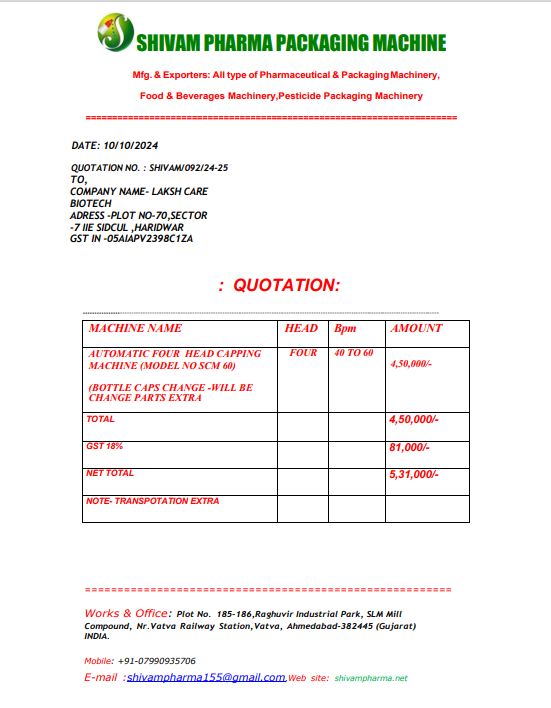 SHIVAM PHARMA PACKAGING MACHINE
Mfg. & Exporters: All type of Pharmaceutical & Packaging Machinery,
Food & Beverages Machinery,Pesticide Packaging Machinery
DATE: 10/10/2024
QUOTATION NO. : SHIVAM/092/24-25
TO,
COMPANY NAME- LAKSH CARE
BIOTECH
ADRESS -PLOT NO-70,SECTOR
-7 IIE SIDCUL ,HARIDWAR
GST IN -05AIAPV2398C1ZA
: QUOTATION:
MACHINE NAME HEAD Bpm AMOUNT
AUTOMATIC FOUR HEAD CAPPING FOUR 40 TO 60
MACHINE (MODEL NO SCM 60) 4,50,000/-
(BOTTLE CAPS CHANGE -WILL BE
CHANGE PARTS EXTRA
TOTAL 4,50,000/-
GST 18% 81,000/-
NET TOTAL 5,31,000/-
NOTE- TRANSPOTATION EXTRA
Works & Office: Plot No. 185-186,Raghuvir Industrial Park, SLM Mill
Compound, Nr.Vatva Railway Station,Vatva, Ahmedabad-382445 (Gujarat)
INDIA.
Mobile: +91-07990935706
E-mail :shivampharma155@gmail.com,Web site: shivampharma.net